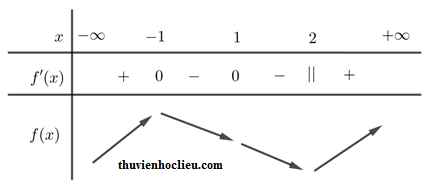 x −∞ −1 1 2 +∞
f′(x) + 0 − 0 − || +
f(x)
thuvienhoclieu.com